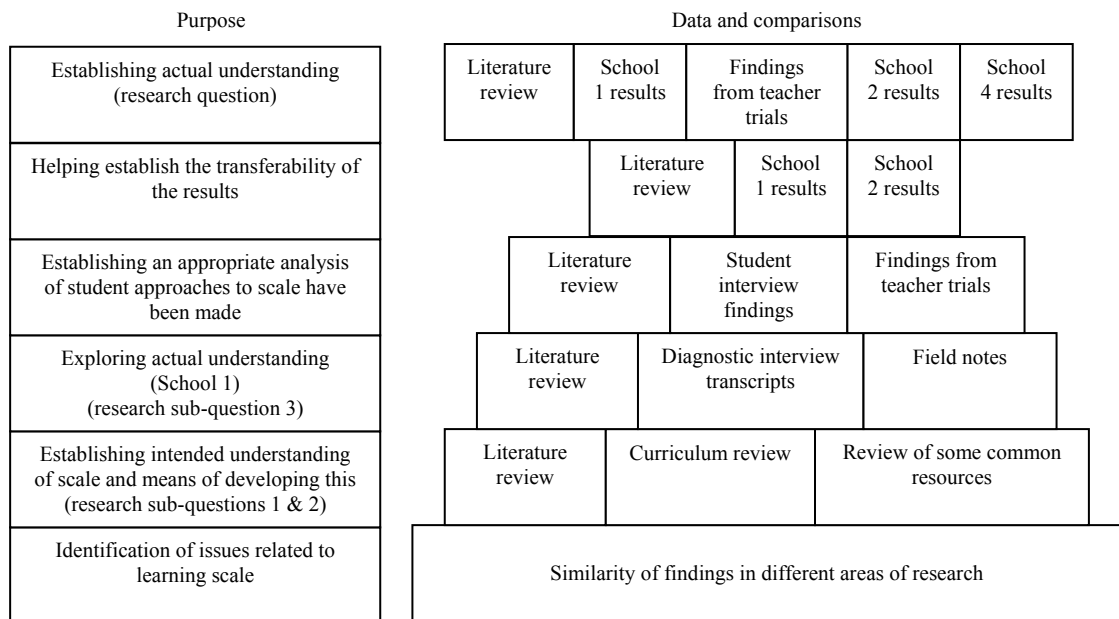 Purpose
Data and comparisons
Establishing actual understanding
(research question)
Literature
review
School
1 results
Findings
from teacher
trials
School
2 results
School
4 results
Helping establish the transferability of
the results
Literature
review
School
1 results
School
2 results
Establishing an appropriate analysis
of student approaches to scale have
been made
Literature
review
Student
interview
findings
Findings from
teacher trials
Exploring actual understanding
(School 1)
(research sub-question 3)
Literature
review
Diagnostic interview
transcripts
Field notes
Establishing intended understanding
of scale and means of developing this
(research sub-questions 1 & 2)
Literature
review
Curriculum review
Review of some common
resources
Identification of issues related to
learning scale
Similarity of findings in different areas of research